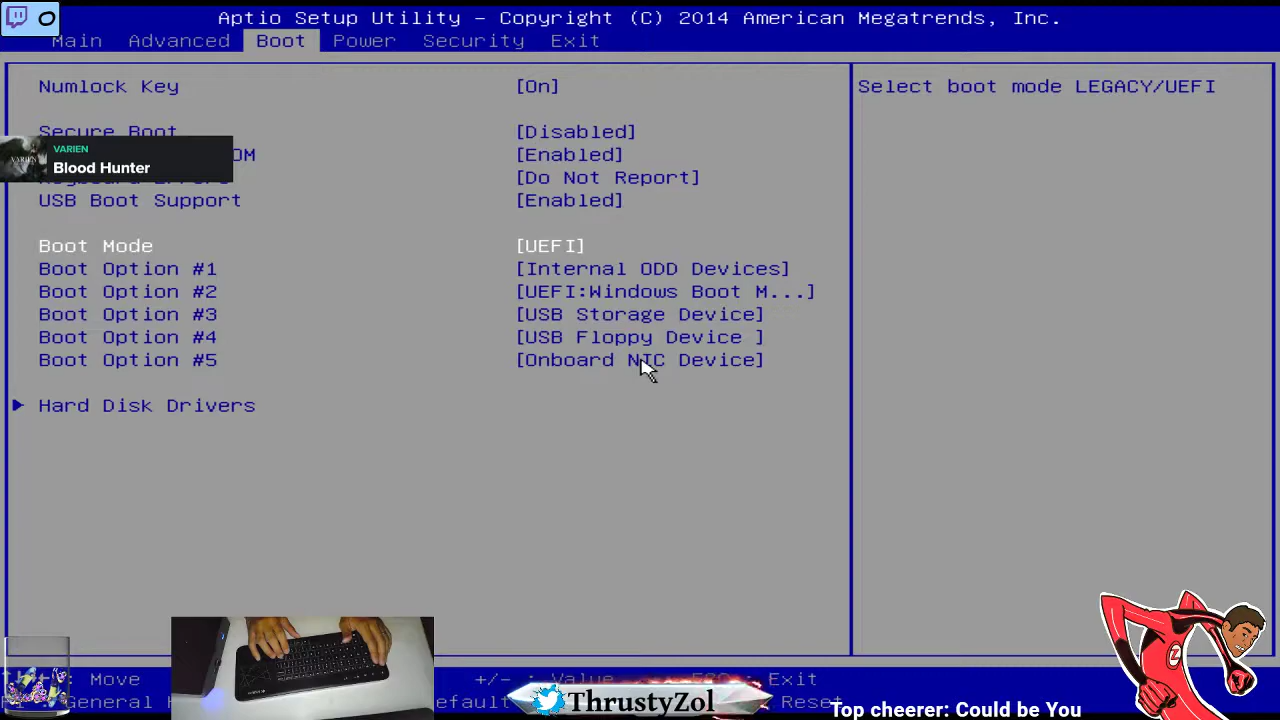 Aptio Setup Utility - Copyright (C) 2014 American Megatrends, Inc.
Main Advanced Boot Power Security Exit
Numlock Key [On]
Select boot mode LEGACY/UEFI
Secure Boot [Disabled]
VARIEN
Blood Hunter
OM [Enabled]
[Do Not Report]
USB Boot Support [Enabled]
Boot Mode [UEFI]
Boot Option #1 [Internal ODD Devices]
Boot Option #2 [UEFI:Windows Boot M...]
Boot Option #3 [USB Storage Device]
Boot Option #4 [USB Floppy Device ]
Boot Option #5 [Onboard NIC Device]
Hard Disk Drivers
: Move +/- : Value : Exit
General
ThrustyZol
Reset
Top cheerer: Could be You